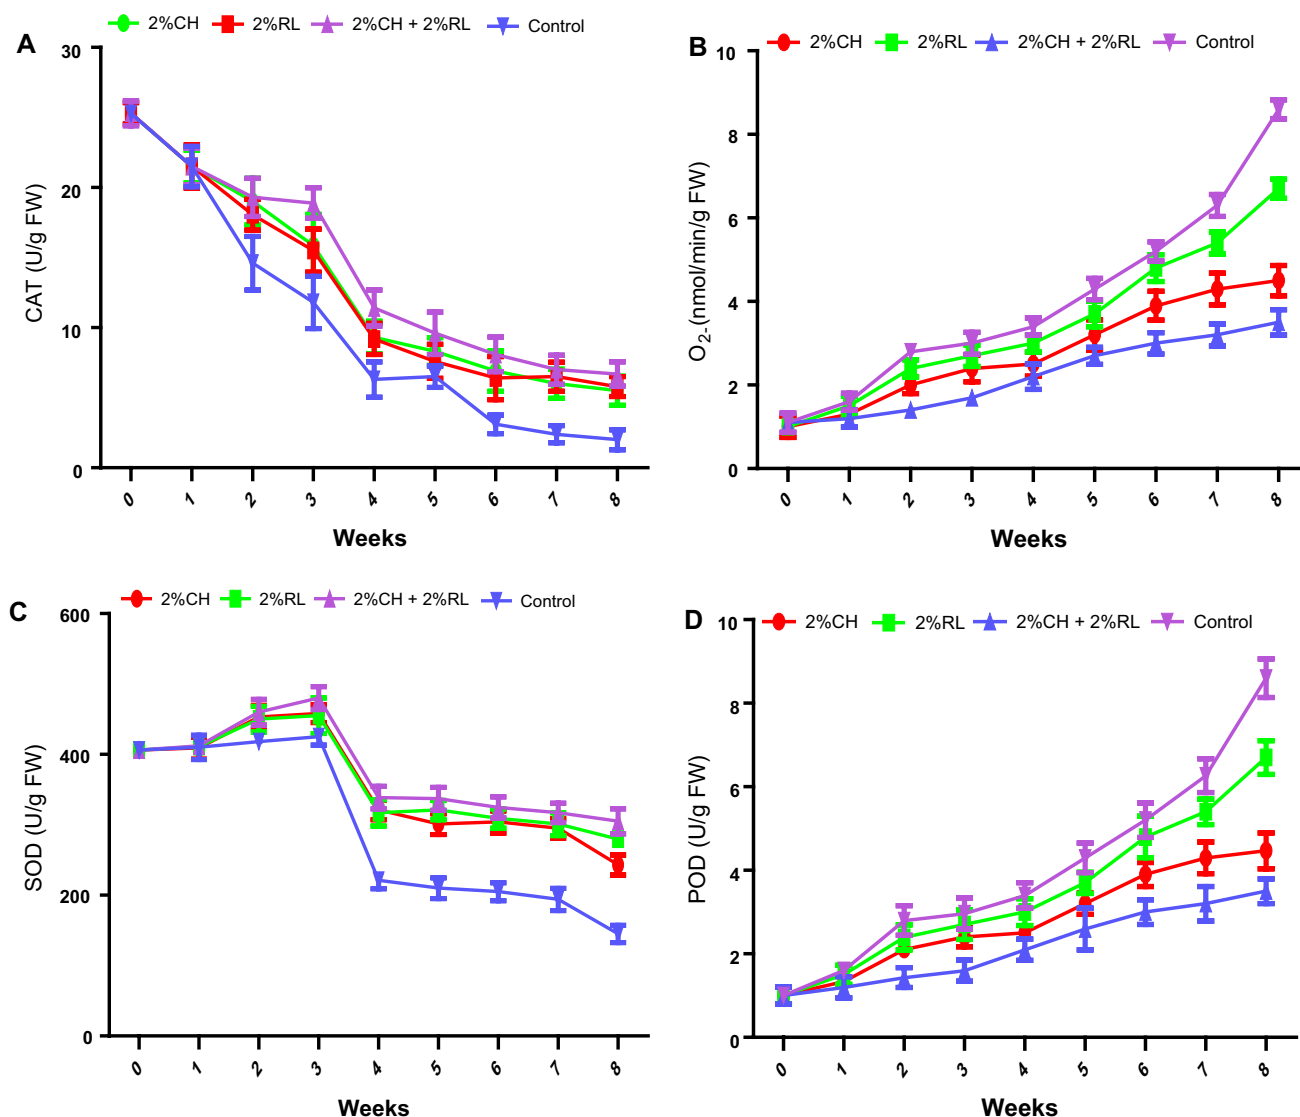 A
2%CH 2%RL 2%CH + 2%RL Control
30
20
10
0
CAT (U/g FW)
0 1 2 3 4 5 6 7 8
Weeks
B
2%CH 2%RL 2%CH + 2%RL Control
10
8
6
4
2
0
O2- (nmol/min/g FW)
0 1 2 3 4 5 6 7 8
Weeks
C
2%CH 2%RL 2%CH + 2%RL Control
600
400
200
0
SOD (U/g FW)
0 1 2 3 4 5 6 7 8
Weeks
D
2%CH 2%RL 2%CH + 2%RL Control
10
8
6
4
2
0
POD (U/g FW)
0 1 2 3 4 5 6 7 8
Weeks